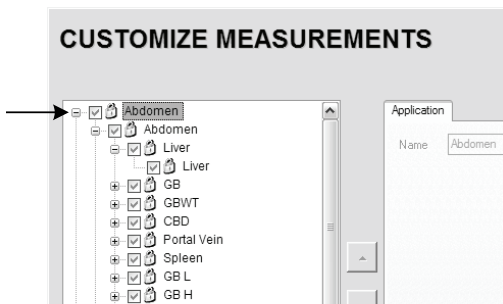 CUSTOMIZE MEASUREMENTS
Abdomen
Abdomen
Liver
Liver
GB
GBWT
CBD
Portal Vein
Spleen
GB L
GB H
Application
Name Abdomen